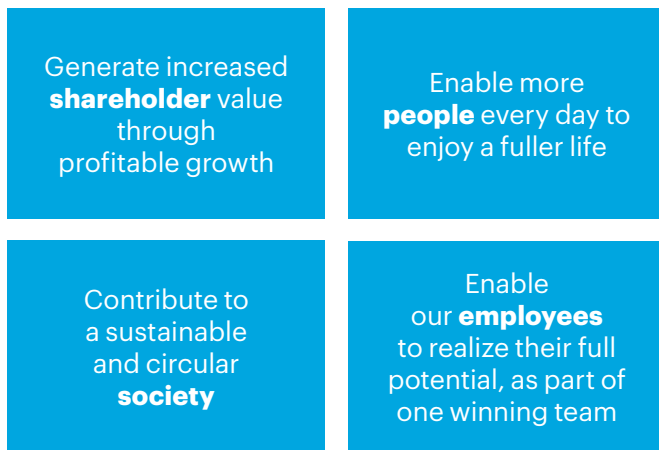 Generate increased
shareholder value
through
profitable growth
Enable more
people every day to
enjoy a fuller life
Contribute to
a sustainable
and circular
society
Enable
our employees
to realize their full
potential, as part of
one winning team